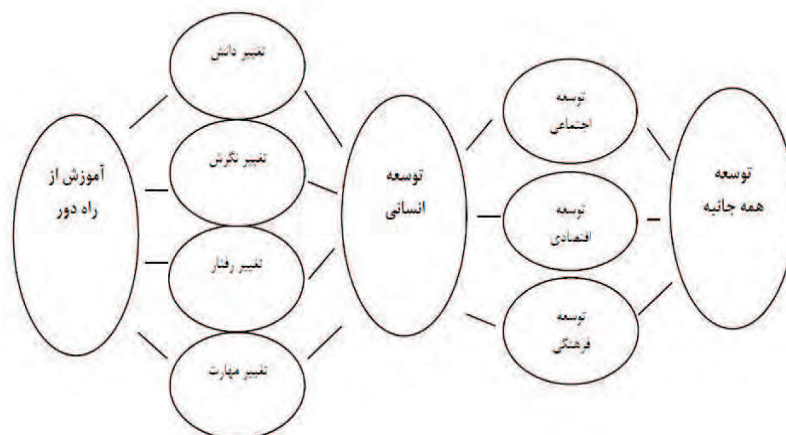 آموزش از
راه دور
تغییر دانش
تغییر نگرش
تغییر رفتار
تغییر مهارت
توسعه
انسانی
توسعه
اجتماعی
توسعه
اقتصادی
توسعه
فرهنگی
توسعه
همه جانبه